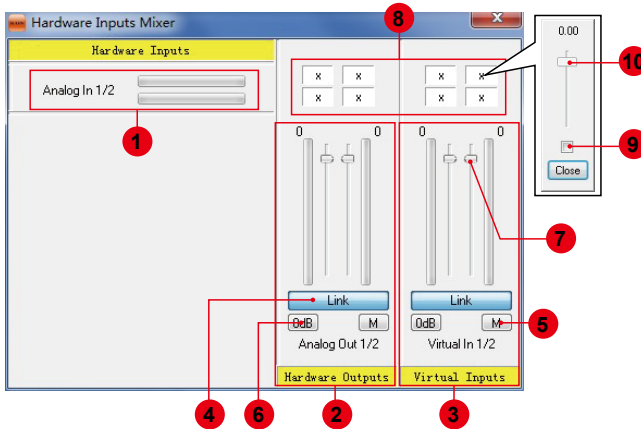 Hardware Inputs Mixer
x
8
0.00
Hardware Inputs
Analog In 1/2
x x x x
x x x x
10
1
9
Close
0 0 0 0
7
Link Link
4
6
0dB M 0dB M
5
Analog Out 1/2 Virtual In 1/2
Hardware Outputs Virtual Inputs
4 6 2 3